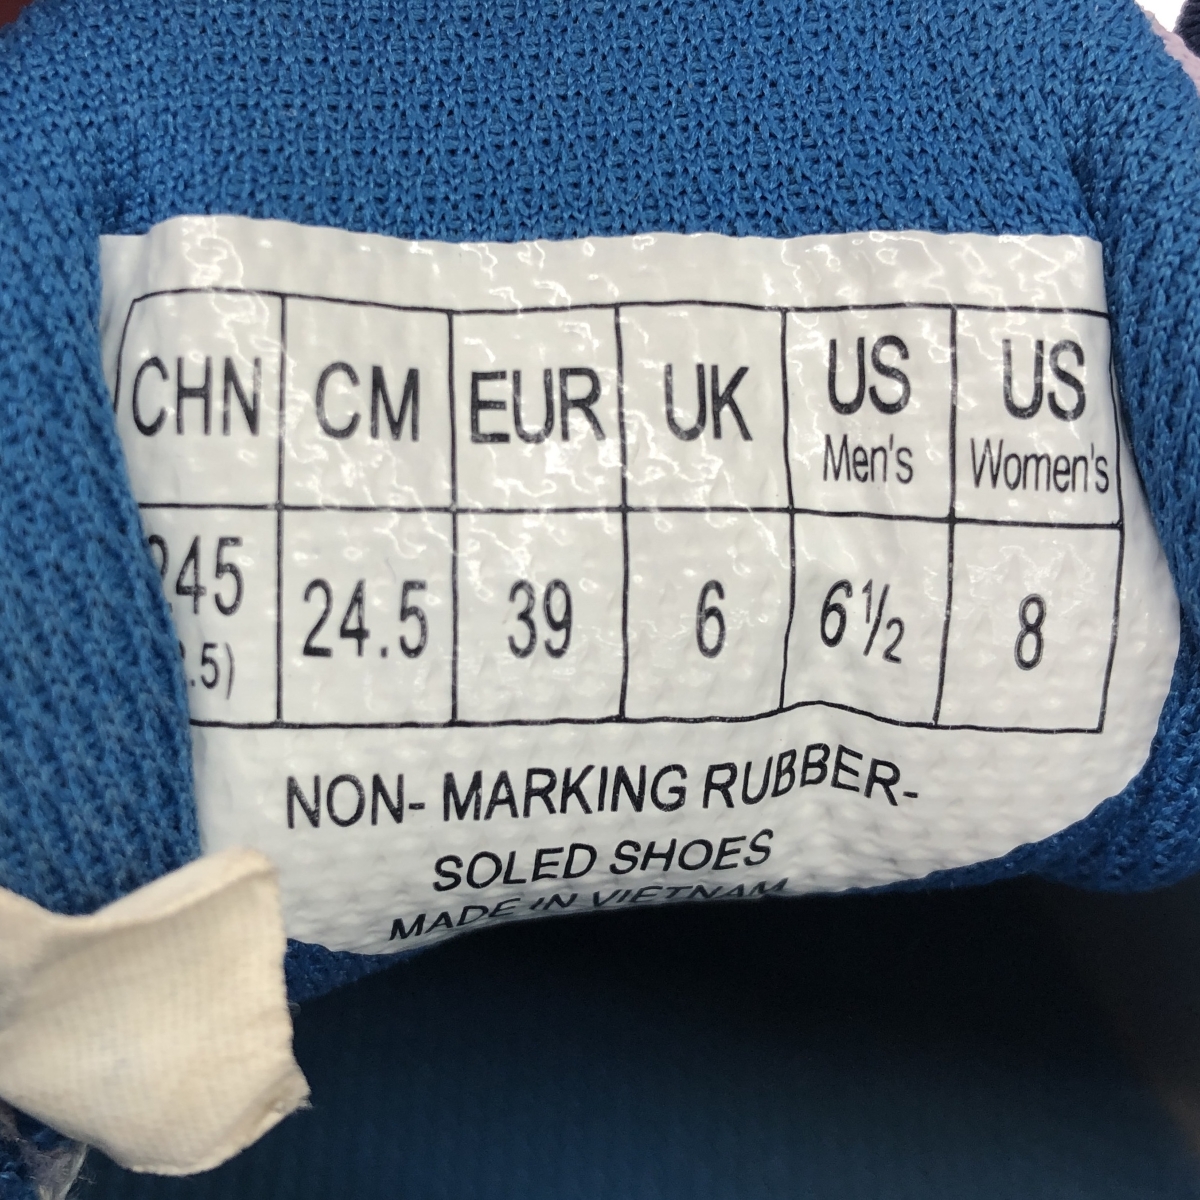 CHN CM EUR UK US Men's US Women's
245 24.5 39 6 6½ 8
.5)
NON- MARKING RUBBER-
SOLED SHOES
MADE IN VIETNAM